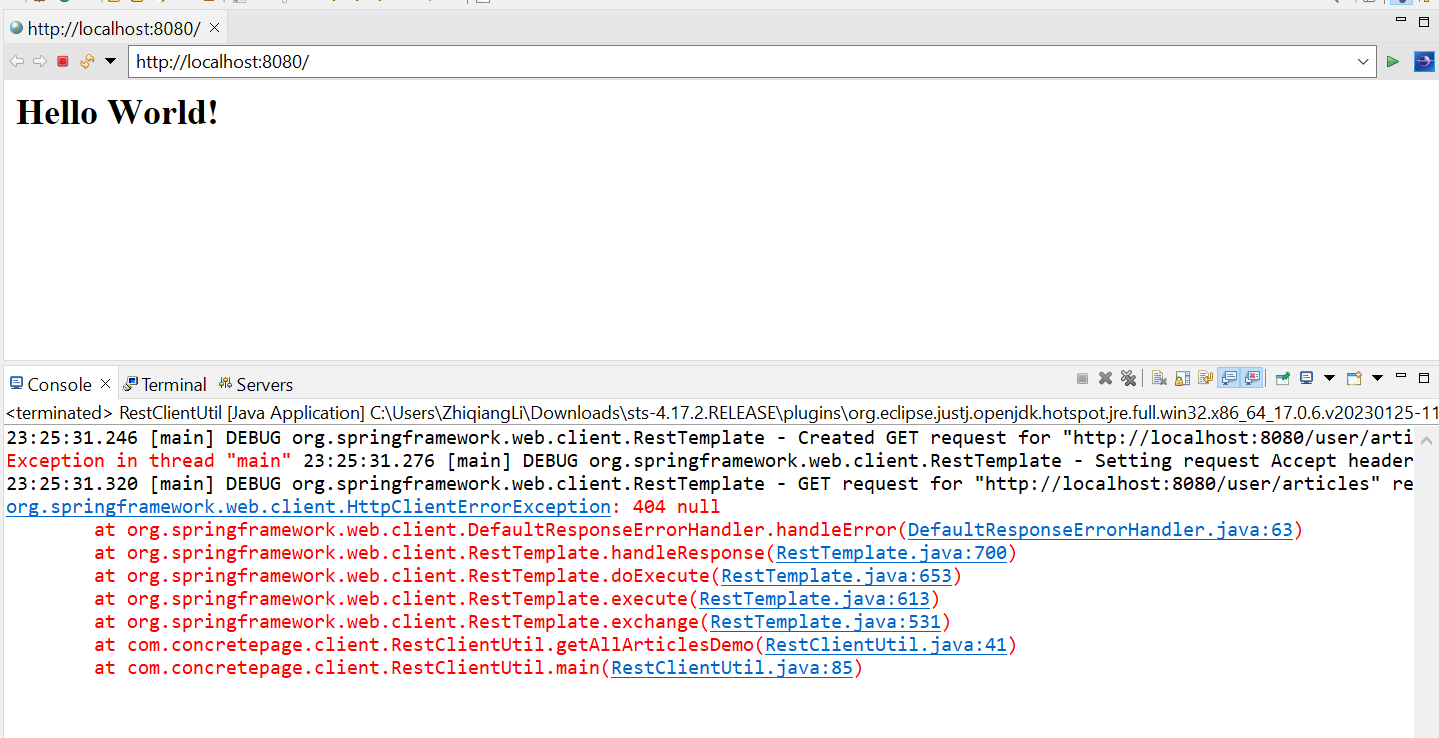 http://localhost:8080/
http://localhost:8080/
Hello World!
Console Terminal Servers
<terminated> RestClientUtil [Java Application] C:\Users\ZhiqiangLi\Downloads\sts-4.17.2.RELEASE\plugins\org.eclipse.justj.openjdk.hotspot.jre.full.win32.x86_64_17.0.6.v20230125-11
23:25:31.246 [main] DEBUG org.springframework.web.client.RestTemplate - Created GET request for "http://localhost:8080/user/arti
Exception in thread "main" 23:25:31.276 [main] DEBUG org.springframework.web.client.RestTemplate - Setting request Accept header
23:25:31.320 [main] DEBUG org.springframework.web.client.RestTemplate - GET request for "http://localhost:8080/user/articles" re
org.springframework.web.client.HttpClientErrorException: 404 null
at org.springframework.web.client.DefaultResponseErrorHandler.handleError(DefaultResponseErrorHandler.java:63)
at org.springframework.web.client.RestTemplate.handleResponse(RestTemplate.java:700)
at org.springframework.web.client.RestTemplate.doExecute(RestTemplate.java:653)
at org.springframework.web.client.RestTemplate.execute(RestTemplate.java:613)
at org.springframework.web.client.RestTemplate.exchange(RestTemplate.java:531)
at com.concretepage.client.RestClientUtil.getAllArticlesDemo(RestClientUtil.java:41)
at com.concretepage.client.RestClientUtil.main(RestClientUtil.java:85)